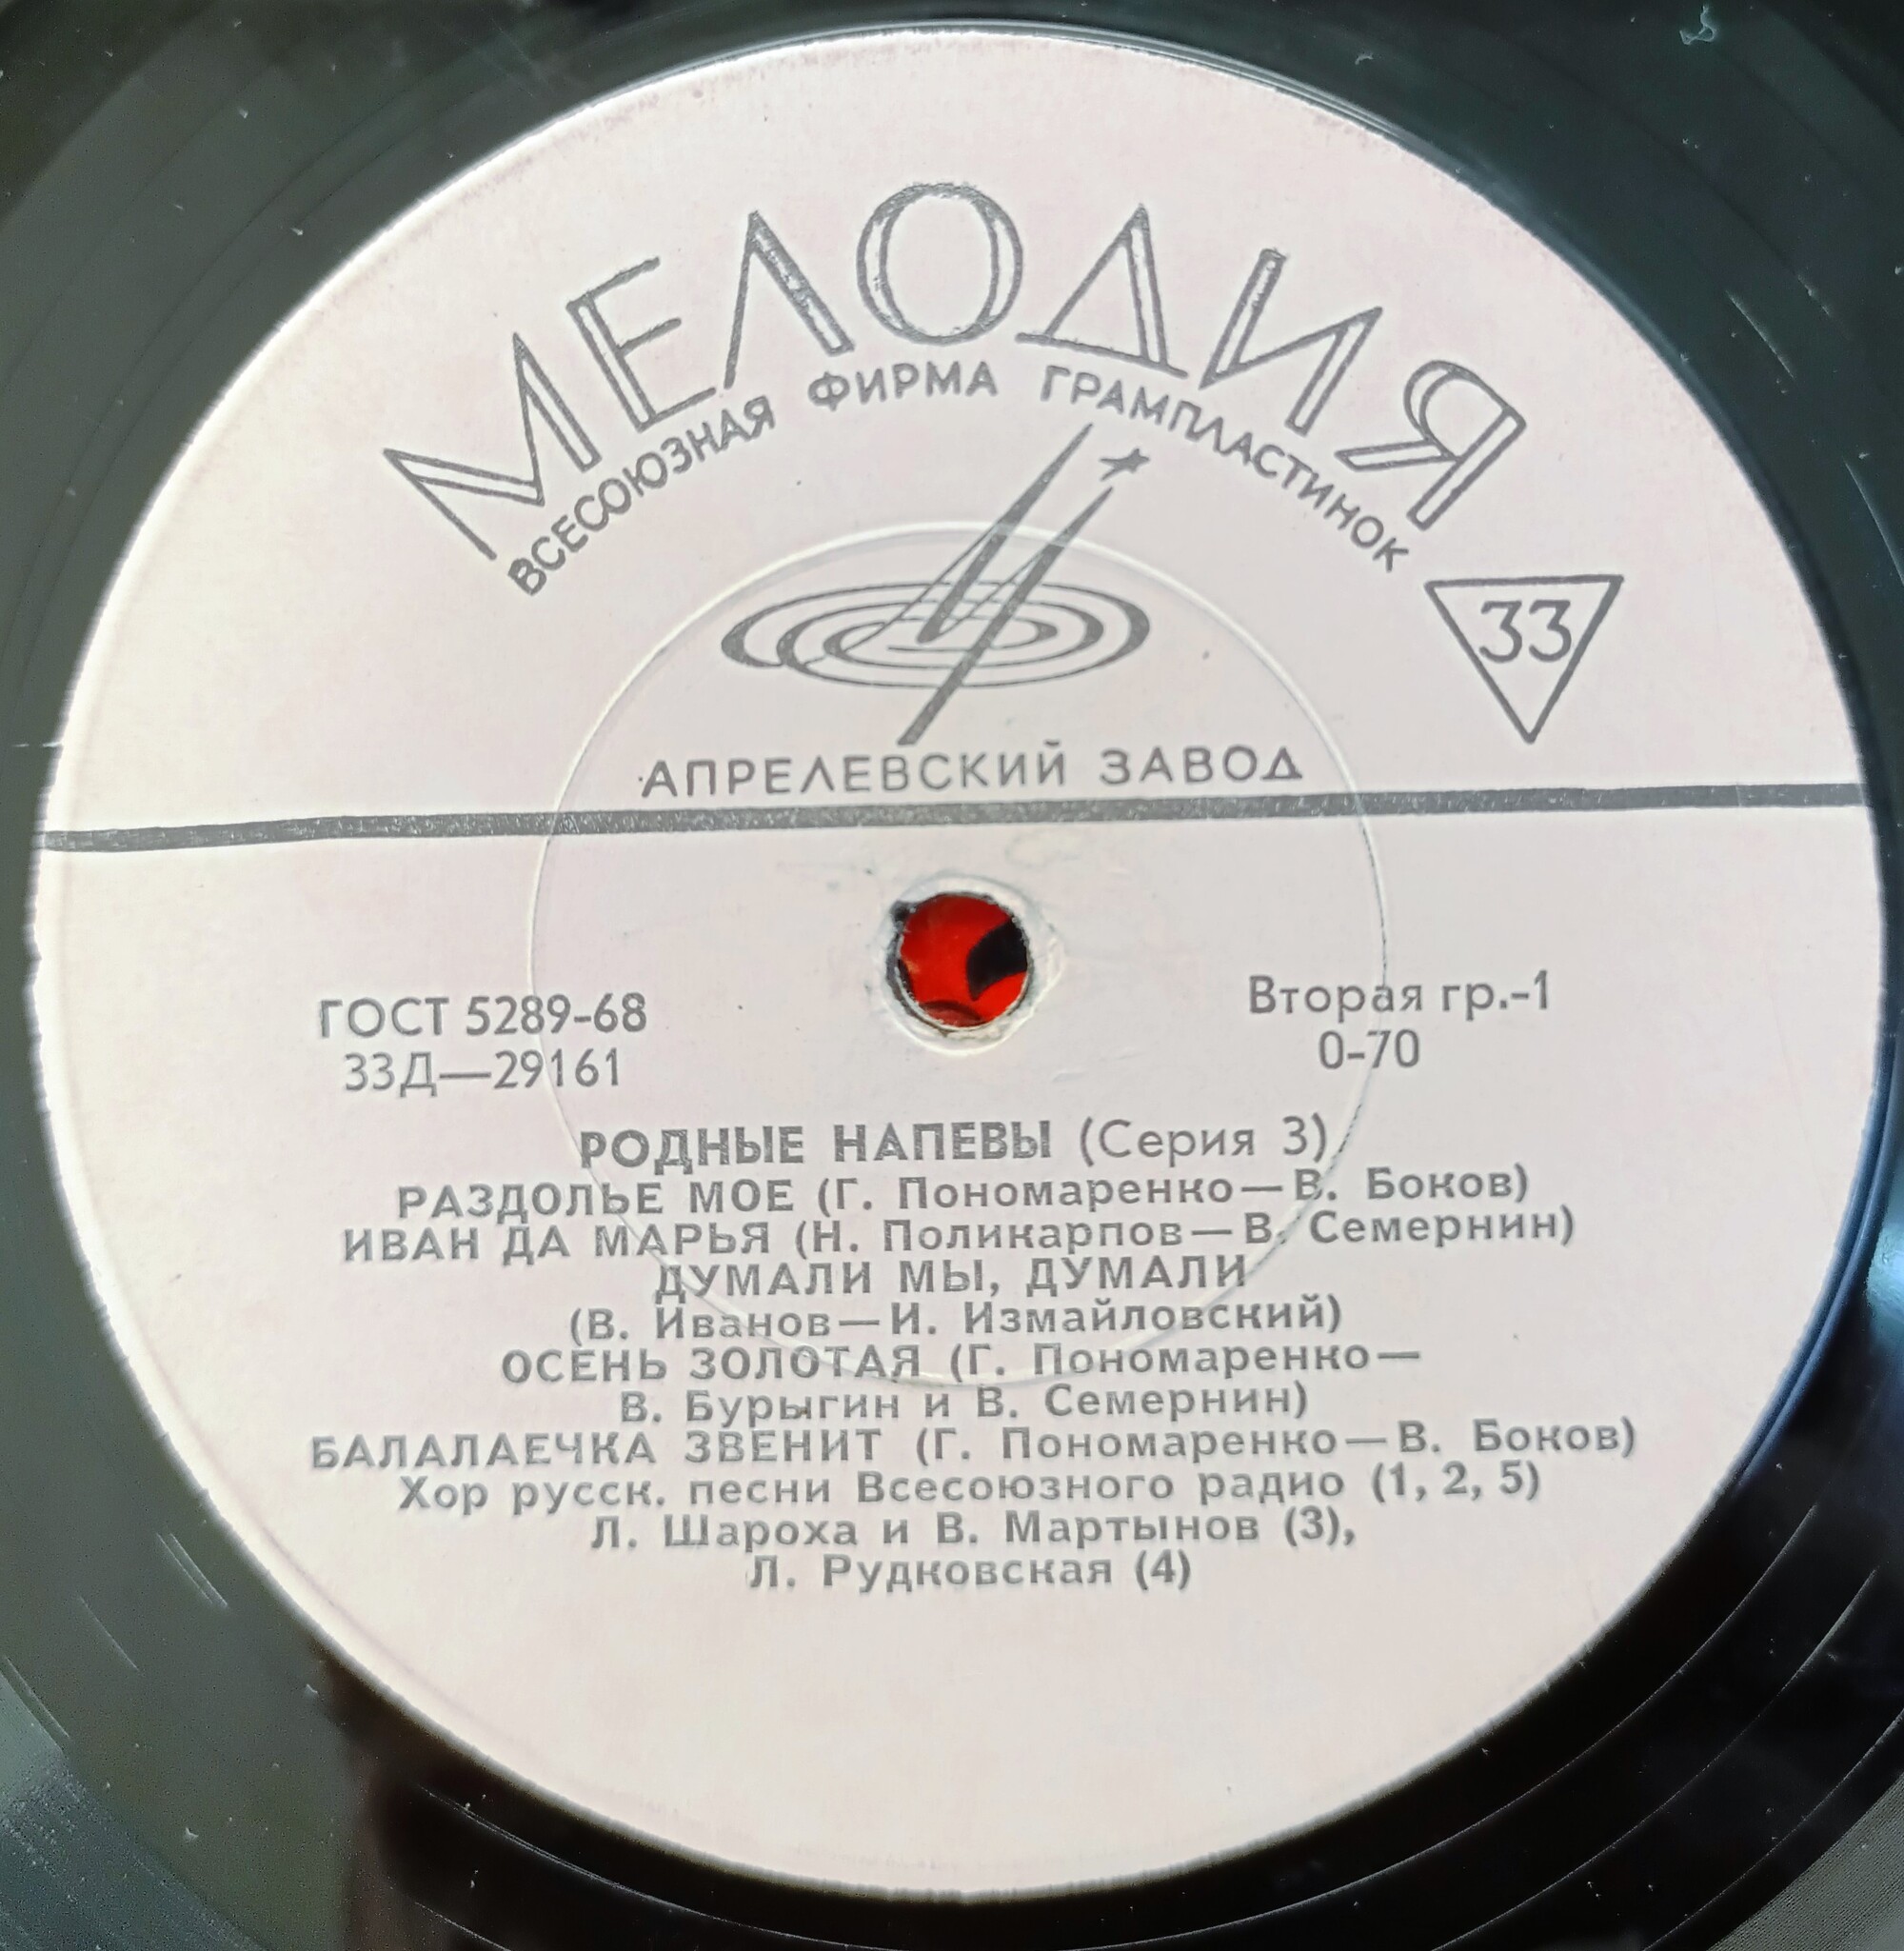 МЕЛОДИЯ
ВСЕСОЮЗНАЯ ФИРМА ГРАМПЛАСТИНОК
33
АПРЕЛЕВСКИЙ ЗАВОД
ГОСТ 5289-68
33Д—29161
Вторая гр.-1
0-70
РОДНЫЕ НАПЕВЫ (Серия 3)
РАЗДОЛЬЕ МОЕ (Г. Пономаренко—В. Боков)
ИВАН ДА МАРЬЯ (Н. Поликарпов—В. Семернин)
ДУМАЛИ МЫ, ДУМАЛИ
(В. Иванов—И. Измайловский)
ОСЕНЬ ЗОЛОТАЯ (Г. Пономаренко—
В. Бурыгин и В. Семернин)
БАЛАЛАЕЧКА ЗВЕНИТ (Г. Пономаренко—В. Боков)
Хор русск. песни Всесоюзного радио (1, 2, 5)
Л. Шароха и В. Мартынов (3),
Л. Рудковская (4)